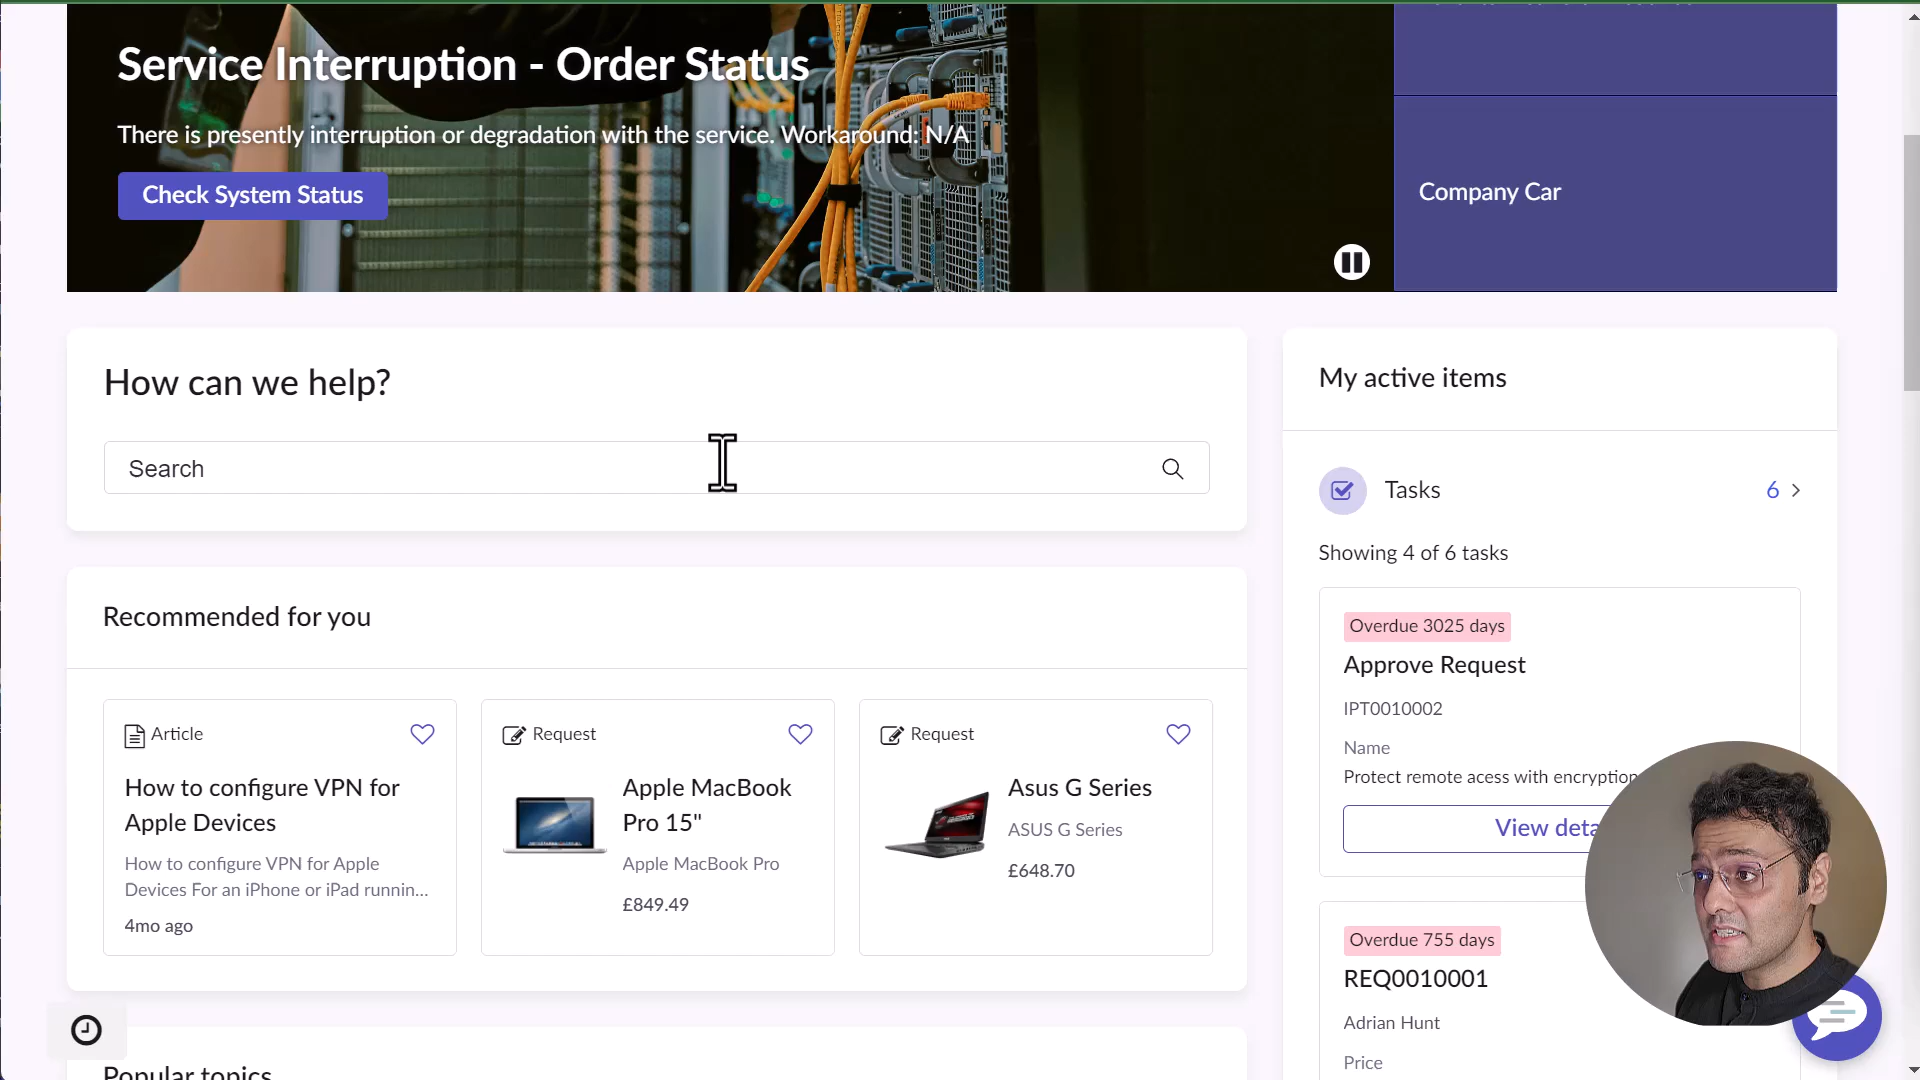 Service Interruption - Order Status
There is presently interruption or degradation with the service. Workaround: N/A
Check System Status
Company Car
How can we help?
Search
Recommended for you
Article
How to configure VPN for
Apple Devices
How to configure VPN for Apple
Devices For an iPhone or iPad runnin...
4mo ago
Request
Apple MacBook
Pro 15"
Apple MacBook Pro
£849.49
Request
Asus G Series
ASUS G Series
£648.70
Popular topics
My active items
Tasks
6
Showing 4 of 6 tasks
Overdue 3025 days
Approve Request
IPT0010002
Name
Protect remote acess with encryption
View deta
Overdue 755 days
REQ0010001
Adrian Hunt
Price